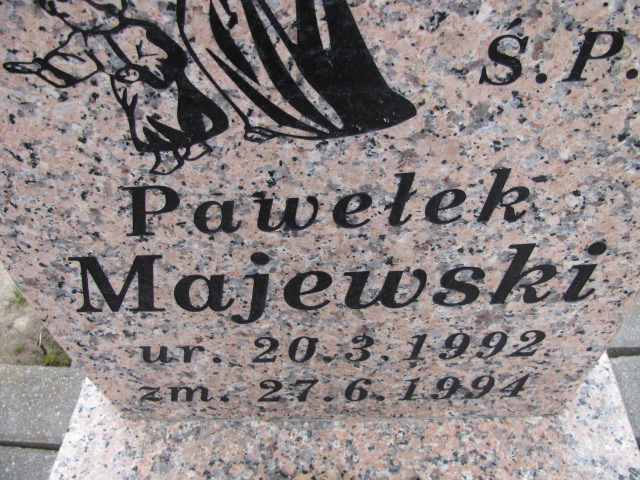 Ś.P.
Pawełek
Majewski
ur. 20.3.1992
zm. 27.6.1994